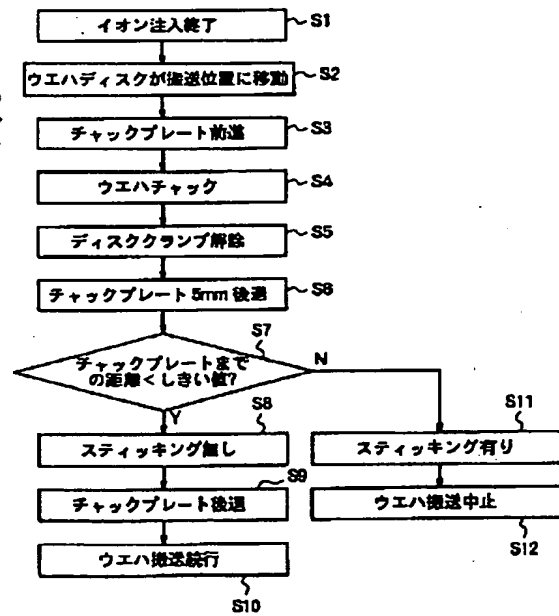 イオン注入終了
S1
ウエハディスクが搬送位置に移動
S2
チャックプレート前進
S3
ウエハチャック
S4
ディスククランプ解除
S5
チャックプレート5mm後退
S6
S7
チャックプレートまで
の距離<しきい値?
N
Y
S8
スティッキング無し
S11
スティッキング有り
S9
チャックプレート後退
ウエハ搬送中止
S12
ウエハ搬送続行
S10